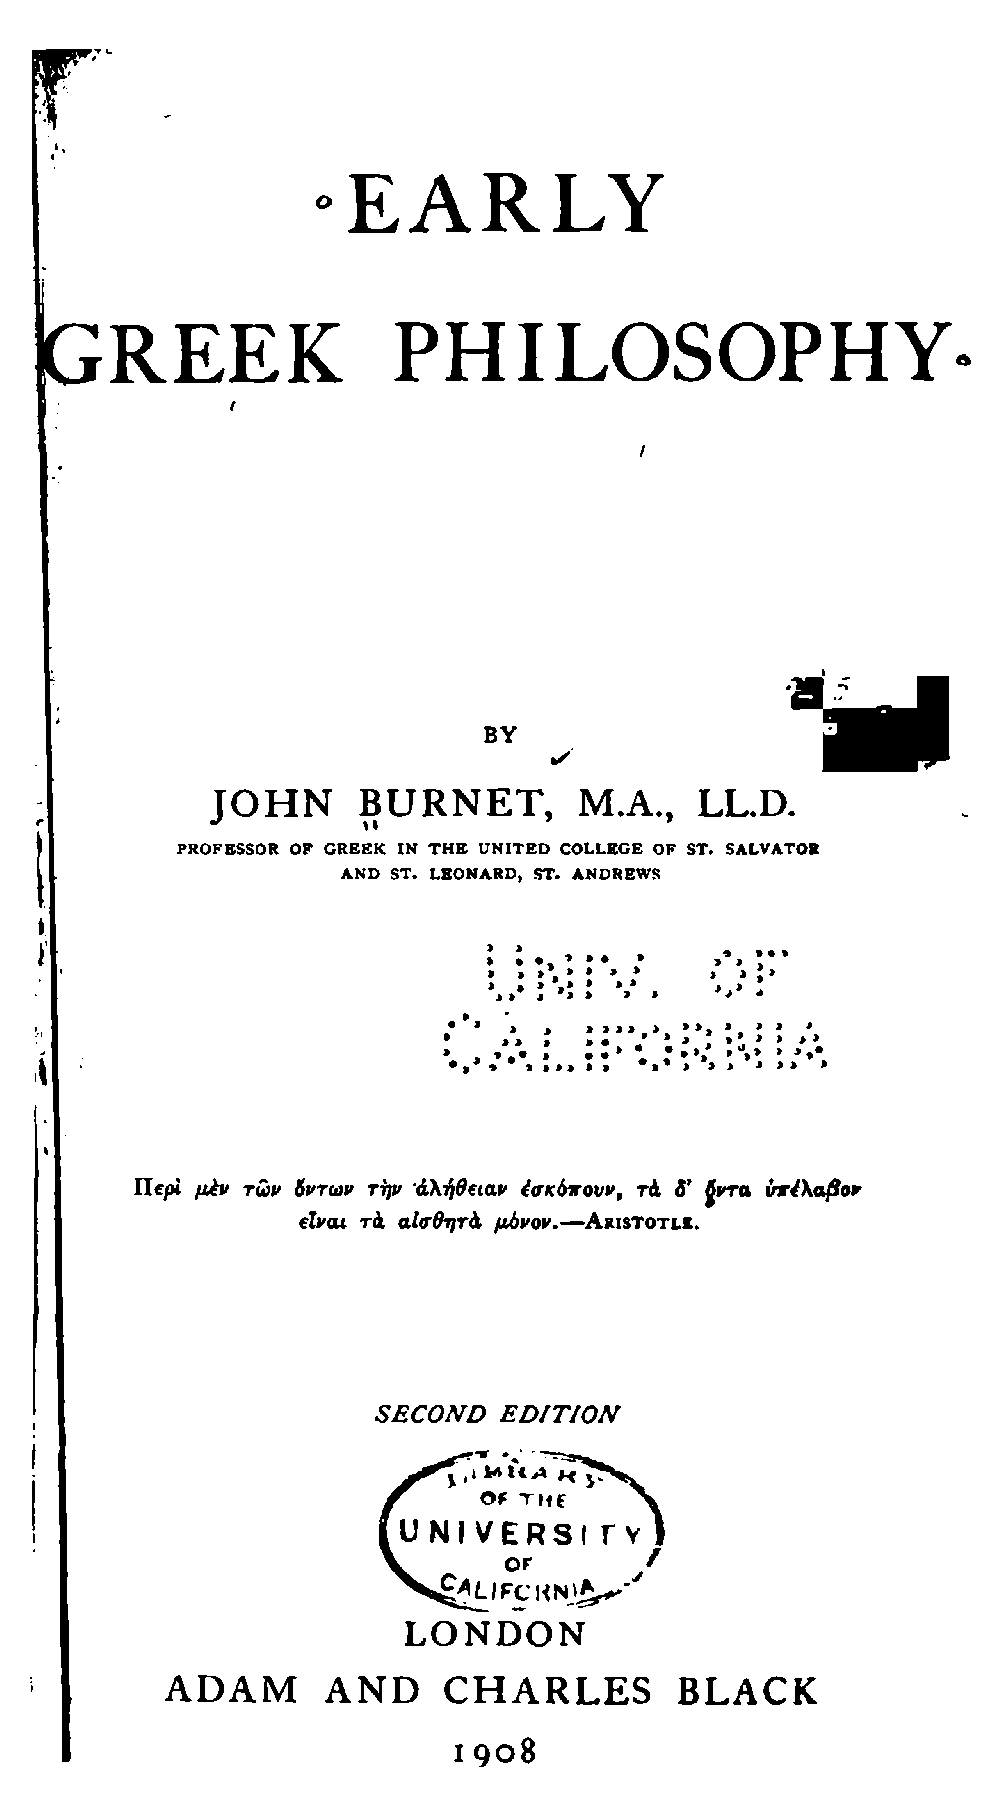 EARLY
GREEK PHILOSOPHY
BY
JOHN BURNET, M.A., LL.D.
PROFESSOR OF GREEK IN THE UNITED COLLEGE OF ST. SALVATOR
AND ST. LEONARD, ST. ANDREWS
UNIV. OF
CALIFORNIA
Περὶ μὲν τῶν ὄντων τὴν ἀλήθειαν ἐσκόπουν, τὰ δ' ὄντα ὑπέλαβον
εἶναι τὰ αἰσθητὰ μόνον.—ARISTOTLE.
SECOND EDITION
LIBRARY
OF THE
UNIVERSITY
OF
CALIFORNIA
LONDON
ADAM AND CHARLES BLACK
1908